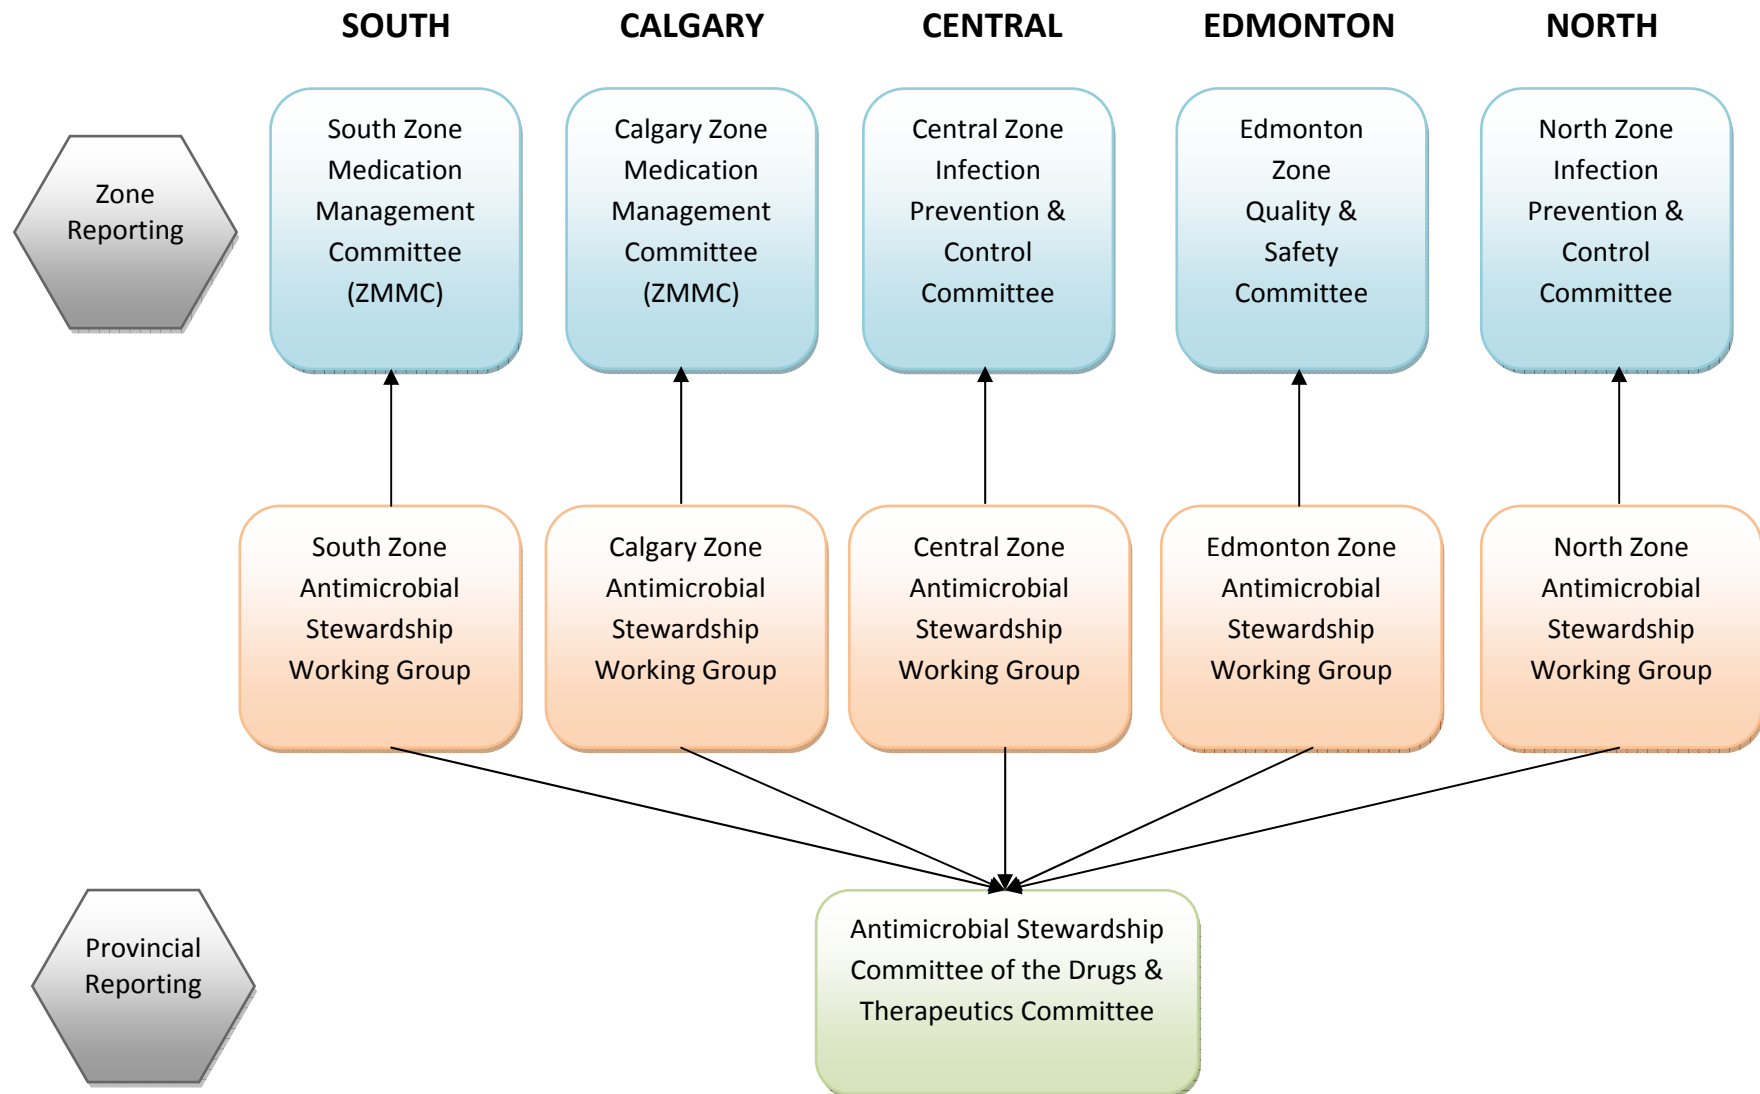 SOUTH CALGARY CENTRAL EDMONTON NORTH
Zone
Reporting
South Zone
Medication
Management
Committee
(ZMMC)
Calgary Zone
Medication
Management
Committee
(ZMMC)
Central Zone
Infection
Prevention &
Control
Committee
Edmonton
Zone
Quality &
Safety
Committee
North Zone
Infection
Prevention &
Control
Committee
South Zone
Antimicrobial
Stewardship
Working Group
Calgary Zone
Antimicrobial
Stewardship
Working Group
Central Zone
Antimicrobial
Stewardship
Working Group
Edmonton Zone
Antimicrobial
Stewardship
Working Group
North Zone
Antimicrobial
Stewardship
Working Group
Provincial
Reporting
Antimicrobial Stewardship
Committee of the Drugs &
Therapeutics Committee